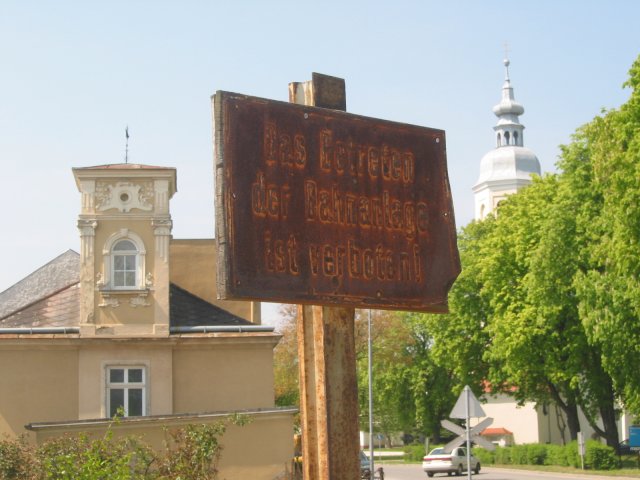 Das Betreten
der Bahnanlage
ist verboten!